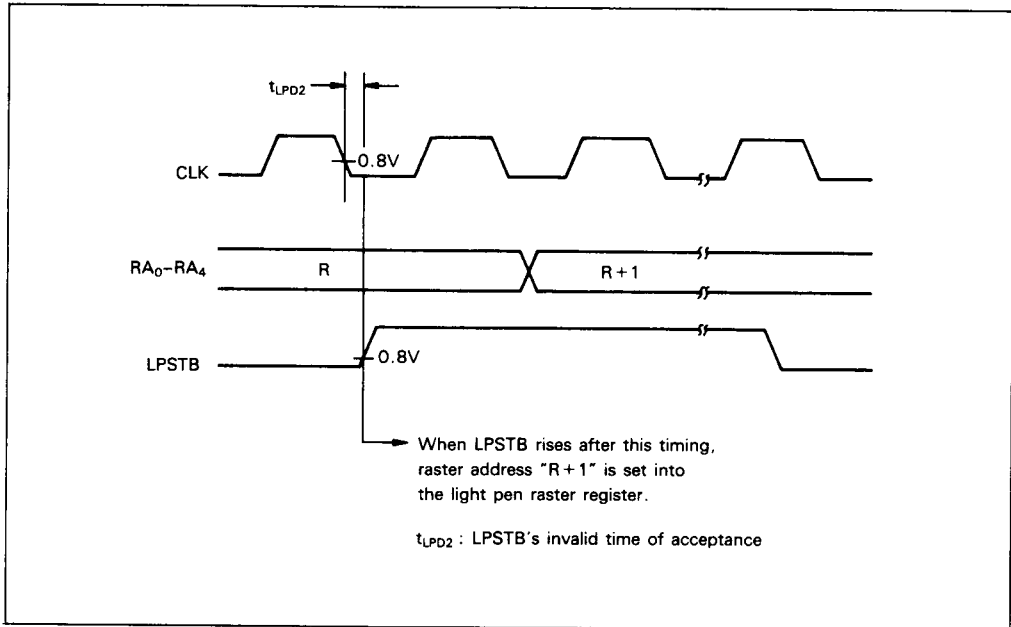 tLPD2
CLK
0.8V
RA0-RA4
R
R+1
LPSTB
0.8V
When LPSTB rises after this timing,
raster address "R+1" is set into
the light pen raster register.
tLPD2 : LPSTB's invalid time of acceptance